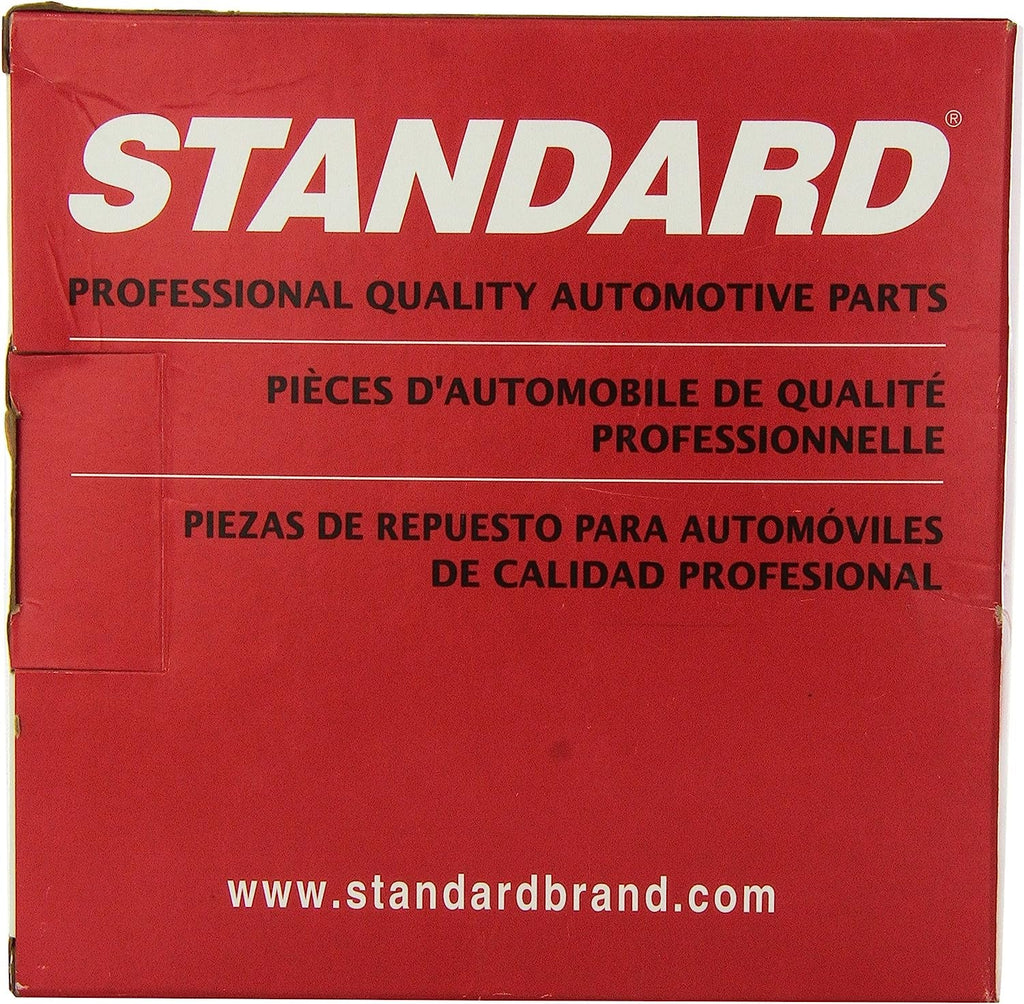 STANDARD®
PROFESSIONAL QUALITY AUTOMOTIVE PARTS
PIÈCES D'AUTOMOBILE DE QUALITÉ
PROFESSIONNELLE
PIEZAS DE REPUESTO PARA AUTOMÓVILES
DE CALIDAD PROFESIONAL
www.standardbrand.com